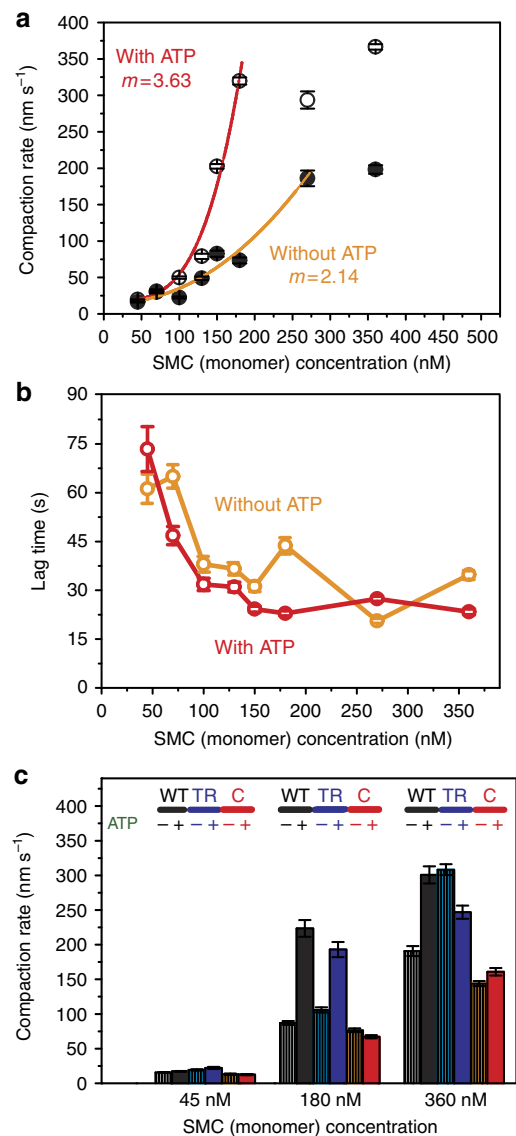 a
400
350
300
250
200
150
100
50
0
Compaction rate (nm s⁻¹)
With ATP
m=3.63
Without ATP
m=2.14
0 50 100 150 200 250 300 350 400 450 500
SMC (monomer) concentration (nM)
b
90
75
60
45
30
15
0
Lag time (s)
Without ATP
With ATP
0 50 100 150 200 250 300 350
SMC (monomer) concentration (nM)
c
WT TR C
WT TR C
WT TR C
ATP − + − + − + − + − + − + − + − + − +
400
350
300
250
200
150
100
50
0
Compaction rate (nm s⁻¹)
45 nM 180 nM 360 nM
SMC (monomer) concentration